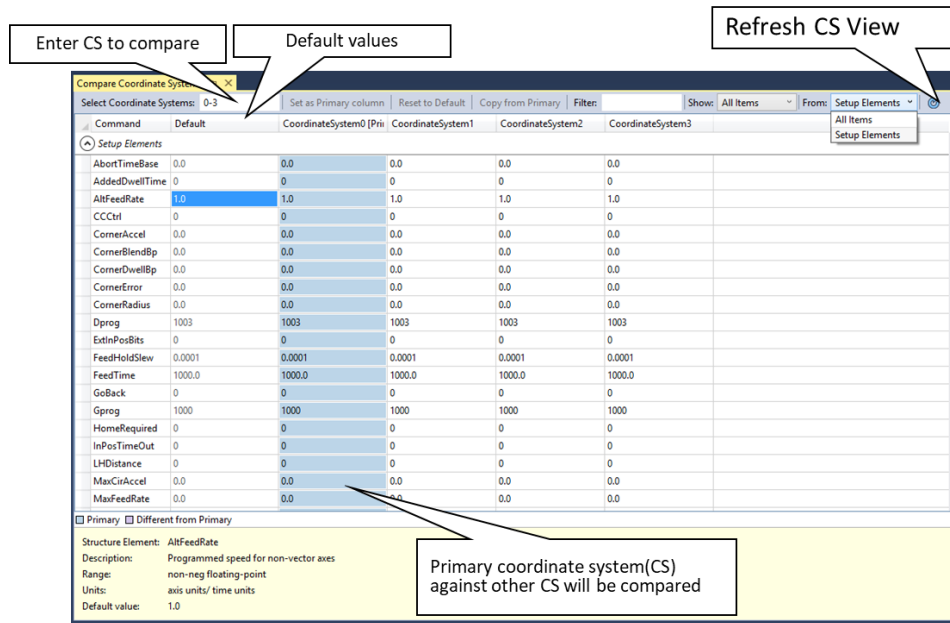 Refresh CS View
Enter CS to compare
Default values
Compare Coordinate Syste
Select Coordinate Systems: 0-3 Set as Primary column Reset to Default Copy from Primary Filter: Show: All Items From: Setup Elements
All Items
Setup Elements
Command Default CoordinateSystem0 [Pri CoordinateSystem1 CoordinateSystem2 CoordinateSystem3
Setup Elements
AbortTimeBase 0.0 0.0 0.0 0.0 0.0
AddedDwellTime 0 0 0 0 0
AltFeedRate 1.0 1.0 1.0 1.0 1.0
CCCtrl 0 0 0 0 0
CornerAccel 0.0 0.0 0.0 0.0 0.0
CornerBlendBp 0.0 0.0 0.0 0.0 0.0
CornerDwellBp 0.0 0.0 0.0 0.0 0.0
CornerError 0.0 0.0 0.0 0.0 0.0
CornerRadius 0.0 0.0 0.0 0.0 0.0
Dprog 1003 1003 1003 1003 1003
ExtInPosBits 0 0 0 0 0
FeedHoldSlew 0.0001 0.0001 0.0001 0.0001 0.0001
FeedTime 1000.0 1000.0 1000.0 1000.0 1000.0
GoBack 0 0 0 0 0
Gprog 1000 1000 1000 1000 1000
HomeRequired 0 0 0 0 0
InPosTimeOut 0 0 0 0 0
LHDistance 0 0 0 0 0
MaxCirAccel 0.0 0.0 0.0 0.0 0.0
MaxFeedRate 0.0 0.0 0.0 0.0 0.0
Primary Different from Primary
Structure Element: AltFeedRate
Description: Programmed speed for non-vector axes
Range: non-neg floating-point
Units: axis units/ time units
Default value: 1.0
Primary coordinate system(CS)
against other CS will be compared